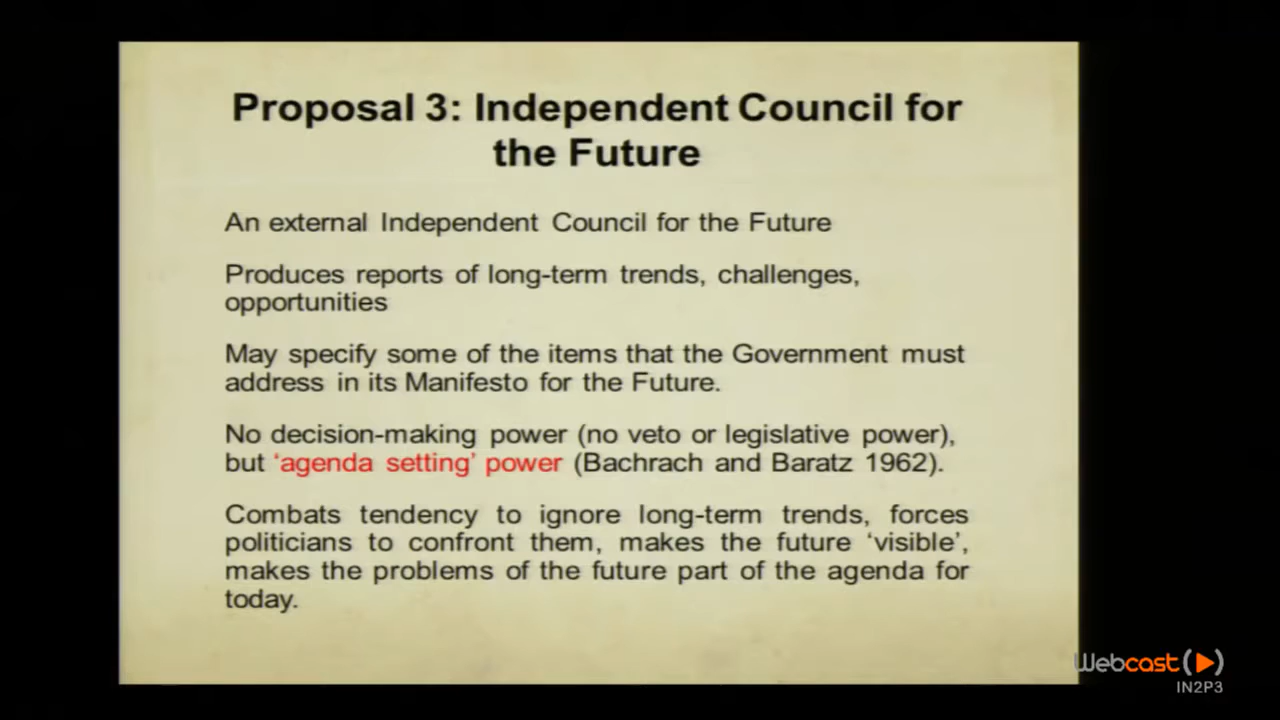 Proposal 3: Independent Council for
the Future
An external Independent Council for the Future
Produces reports of long-term trends, challenges,
opportunities
May specify some of the items that the Government must
address in its Manifesto for the Future.
No decision-making power (no veto or legislative power),
but ‘agenda setting’ power (Bachrach and Baratz 1962).
Combats tendency to ignore long-term trends, forces
politicians to confront them, makes the future ‘visible’,
makes the problems of the future part of the agenda for
today.
Webcast
IN2P3